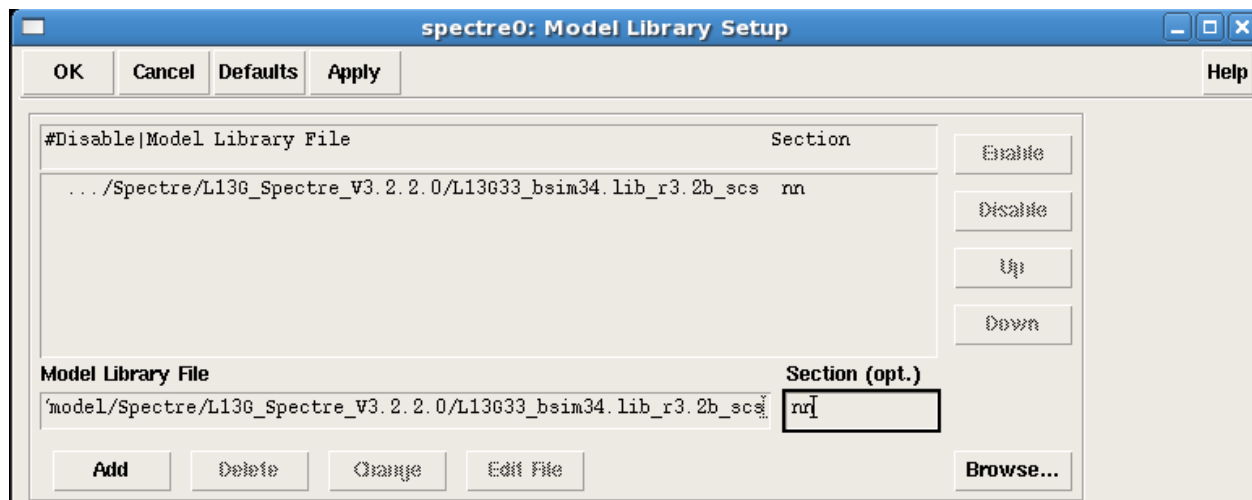 spectre0: Model Library Setup
OK Cancel Defaults Apply Help
#Disable|Model Library File Section
Enable
.../Spectre/L13G_Spectre_V3.2.2.0/L13G33_bsim34.lib_r3.2b_scs nn
Disable
Up
Down
Model Library File Section (opt.)
model/Spectre/L13G_Spectre_V3.2.2.0/L13G33_bsim34.lib_r3.2b_scs nn
Add Delete Change Edit File Browse...